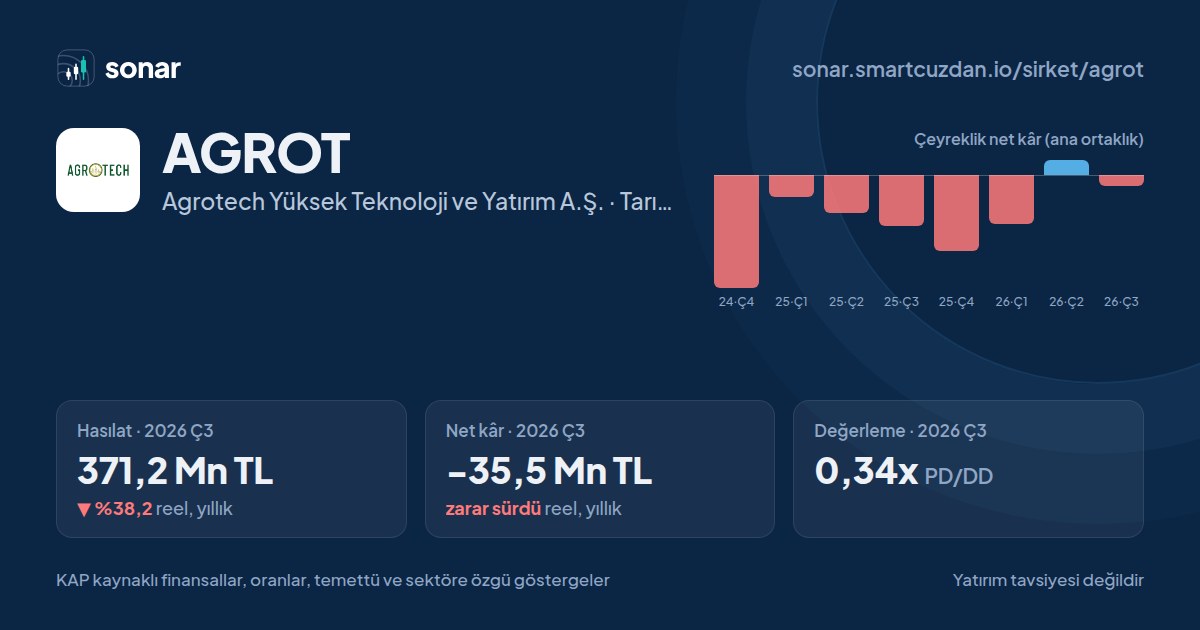 sonar
sonar.smartcuzdan.io/sirket/agrot
AGROTECH
AGROT
Agrotech Yüksek Teknoloji ve Yatırım A.Ş. · Tarı...
Çeyreklik net kâr (ana ortaklık)
24-Ç4 25-Ç1 25-Ç2 25-Ç3 25-Ç4 26-Ç1 26-Ç2 26-Ç3
Hasılat · 2026 Ç3
371,2 Mn TL
▼ %38,2 reel, yıllık
Net kâr · 2026 Ç3
−35,5 Mn TL
zarar sürdü reel, yıllık
Değerleme · 2026 Ç3
0,34x PD/DD
KAP kaynaklı finansallar, oranlar, temettü ve sektöre özgü göstergeler
Yatırım tavsiyesi değildir